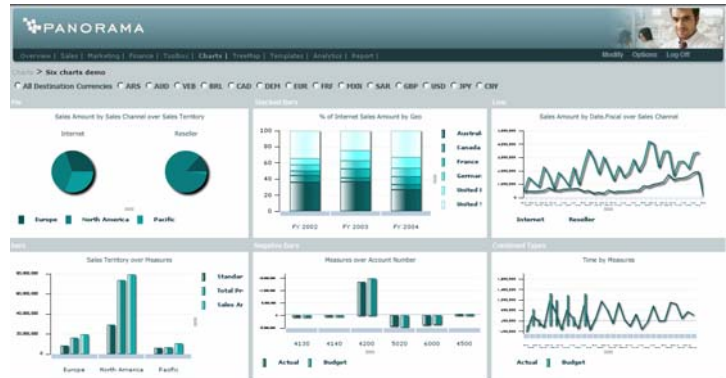 PANORAMA
Overview | Sales | Marketing | Finance | Toolbox | Charts | TreeMap | Templates | Analytics | Report |
Modify Options Log Off
Charts > Six charts demo
All Destination Currencies ARS AUD VEB BRL CAD DEM EUR FRF MXN SAR GBP USD JPY CNY
Pie
Stacked Bars
Line
Sales Amount by Sales Channel over Sales Territory
Internet
Reseller
Europe North America Pacific
% of Internet Sales Amount by Geo
100
80
60
40
20
0
FY 2002 FY 2003 FY 2004
Austral
Canada
France
German
United
United
Sales Amount by Date.Fiscal over Sales Channel
Internet Reseller
Bars
Negative Bars
Combined Types
Sales Territory over Measures
Europe North America Pacific
Standar
Total Pr
Sales Ar
Measures over Account Number
4130 4140 4200 5020 6000 4500
Actual Budget
Time by Measures
Actual Budget